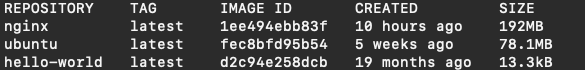 REPOSITORY TAG IMAGE ID CREATED SIZE
nginx latest 1ee494ebb83f 10 hours ago 192MB
ubuntu latest fec8bfd95b54 5 weeks ago 78.1MB
hello-world latest d2c94e258dcb 19 months ago 13.3kB